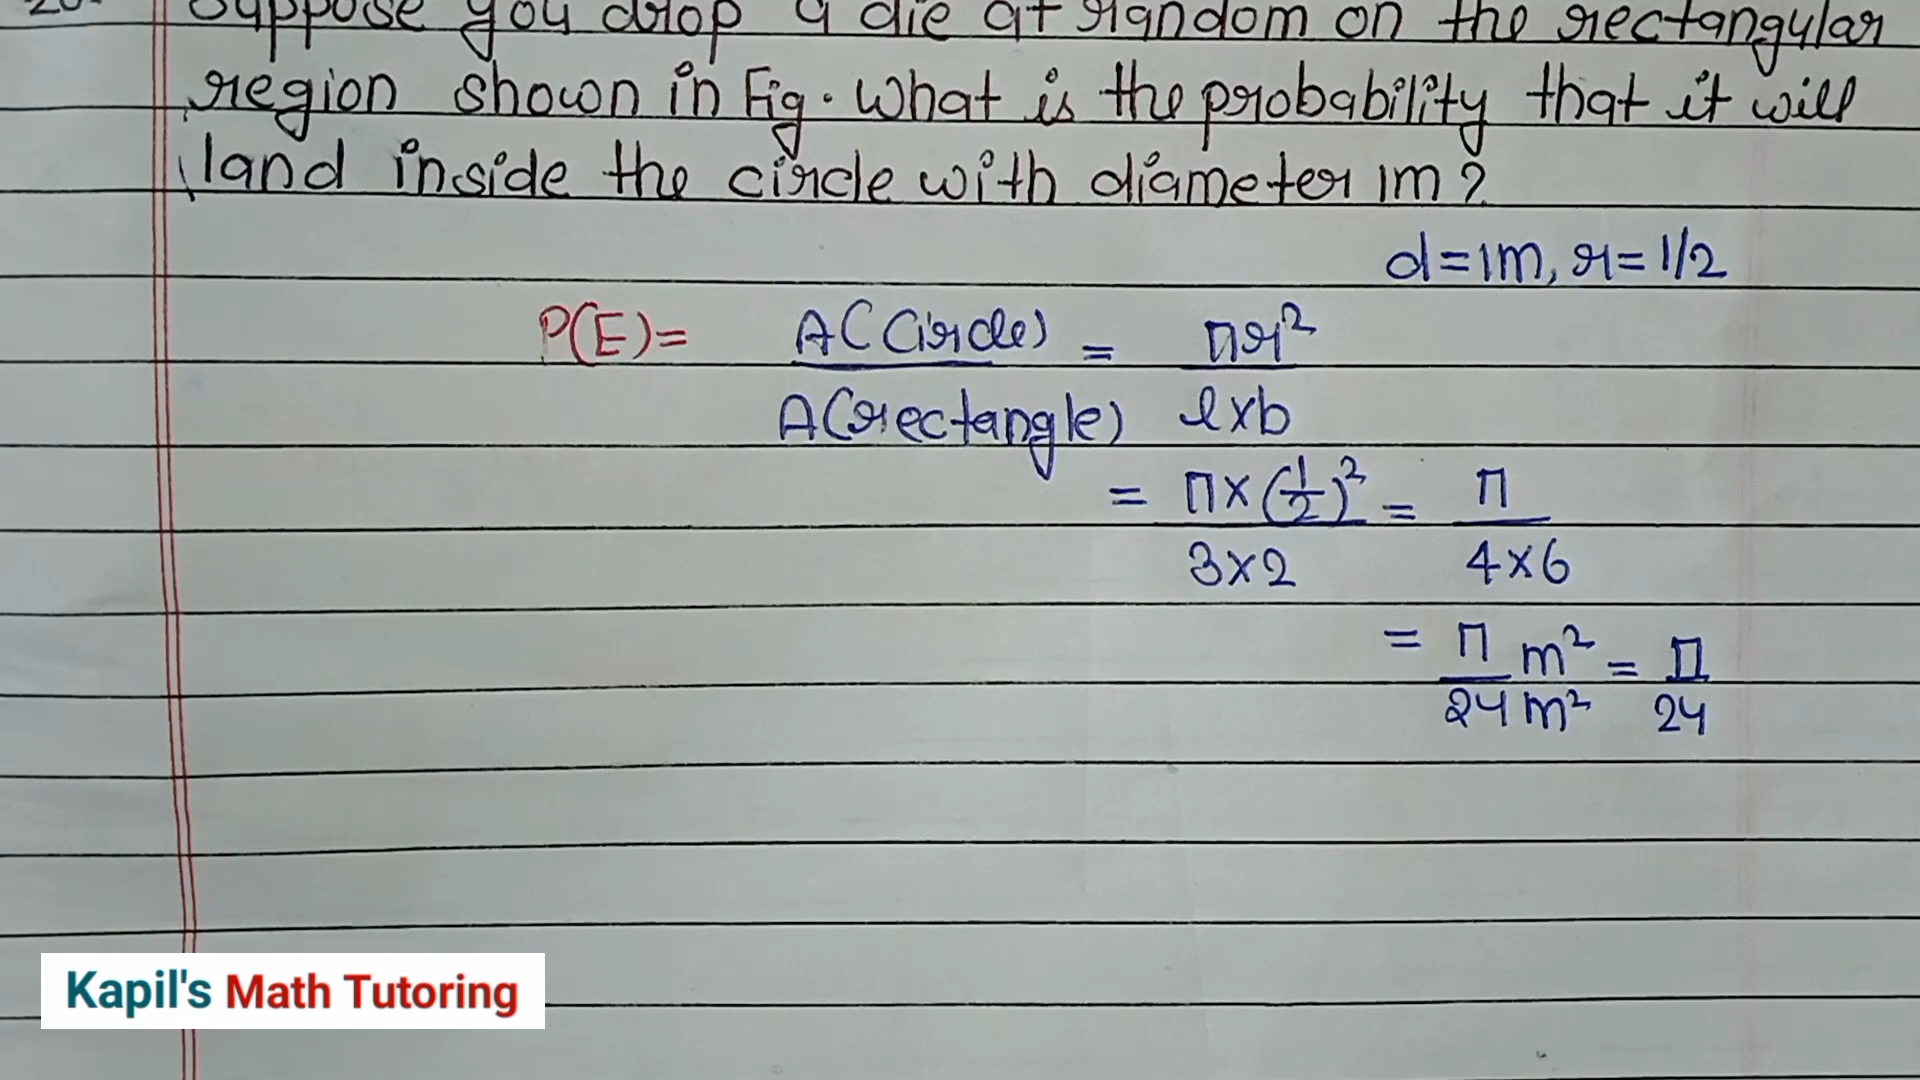 Suppose you drop a die at random on the rectangular
region shown in Fig. What is the probability that it will
land inside the circle with diameter 1m?
d=1m, r=1/2
P(E)= A(Circle) / A(rectangle) = πr² / l×b
= π×(1/2)² / 3×2 = π / 4×6
= π m² / 24 m² = π / 24
Kapil's Math Tutoring